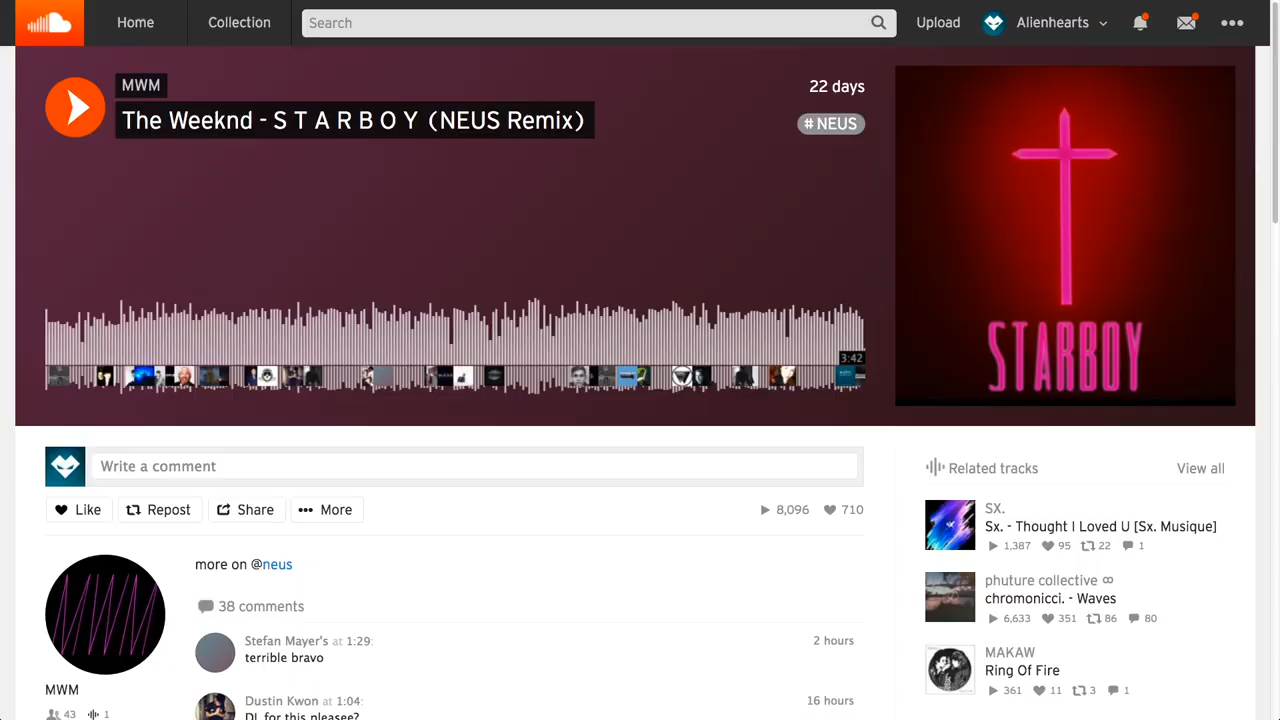 Home
Collection
Search
Upload
Alienhearts
MWM
The Weeknd - S T A R B O Y (NEUS Remix)
22 days
# NEUS
3:42
STARBOY
Write a comment
Like
Repost
Share
More
8,096
710
more on @neus
38 comments
Stefan Mayer's at 1:29:
terrible bravo
2 hours
Dustin Kwon at 1:04:
DL for this pleasee?
16 hours
MWM
43
1
Related tracks
View all
SX.
Sx. - Thought I Loved U [Sx. Musique]
1,387 95 22 1
phuture collective ∞
chromonicci. - Waves
6,633 351 86 80
MAKAW
Ring Of Fire
361 11 3 1